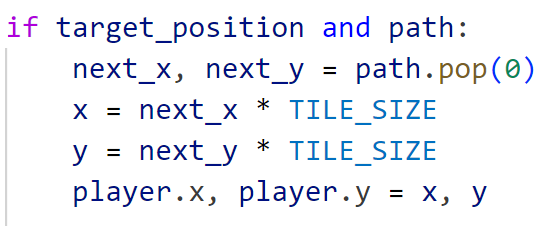 if target_position and path:
    next_x, next_y = path.pop(0)
    x = next_x * TILE_SIZE
    y = next_y * TILE_SIZE
    player.x, player.y = x, y